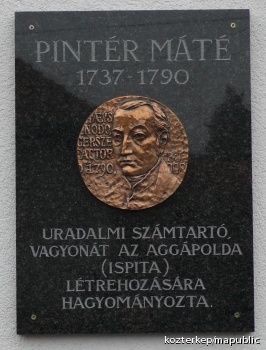 PINTÉR MÁTÉ
1737-1790
URADALMI SZÁMTARTÓ,
VAGYONÁT AZ AGGÁPOLDA
(ISPITA)
LÉTREHOZÁSÁRA
HAGYOMÁNYOZTA.
kozterkep/mapublic